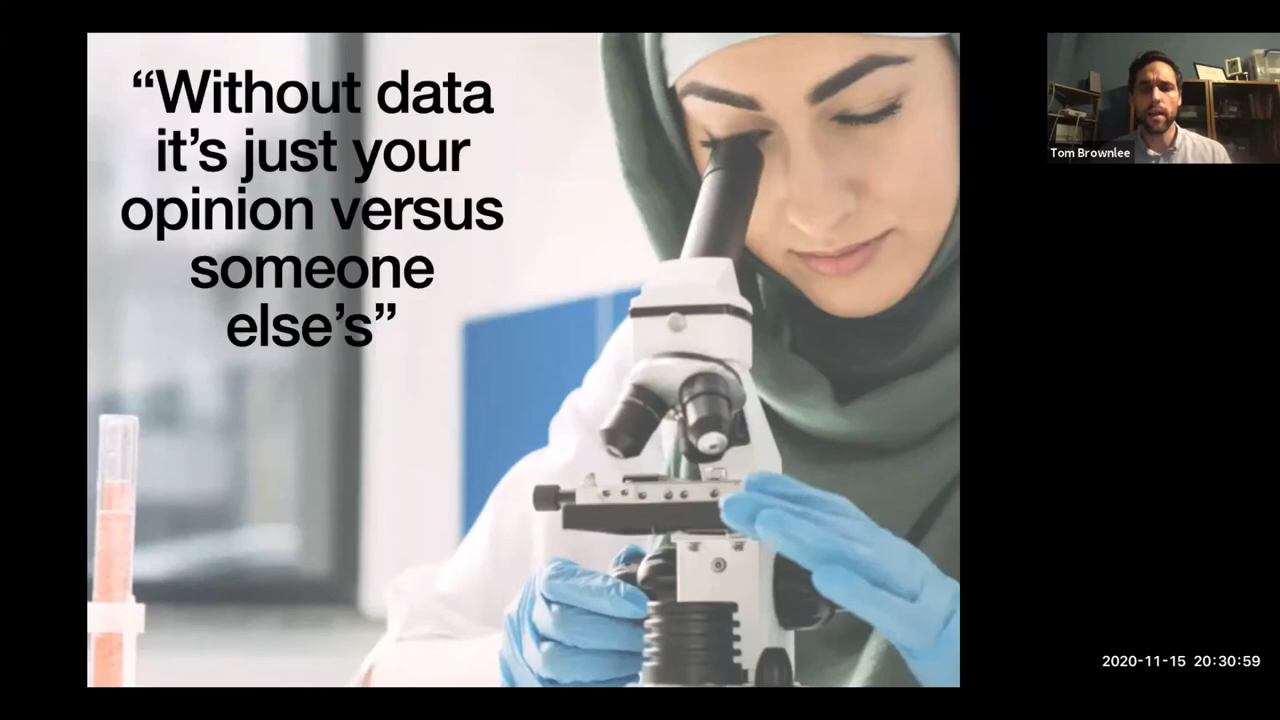 “Without data
it’s just your
opinion versus
someone
else’s”
Tom Brownlee
2020-11-15 20:30:59